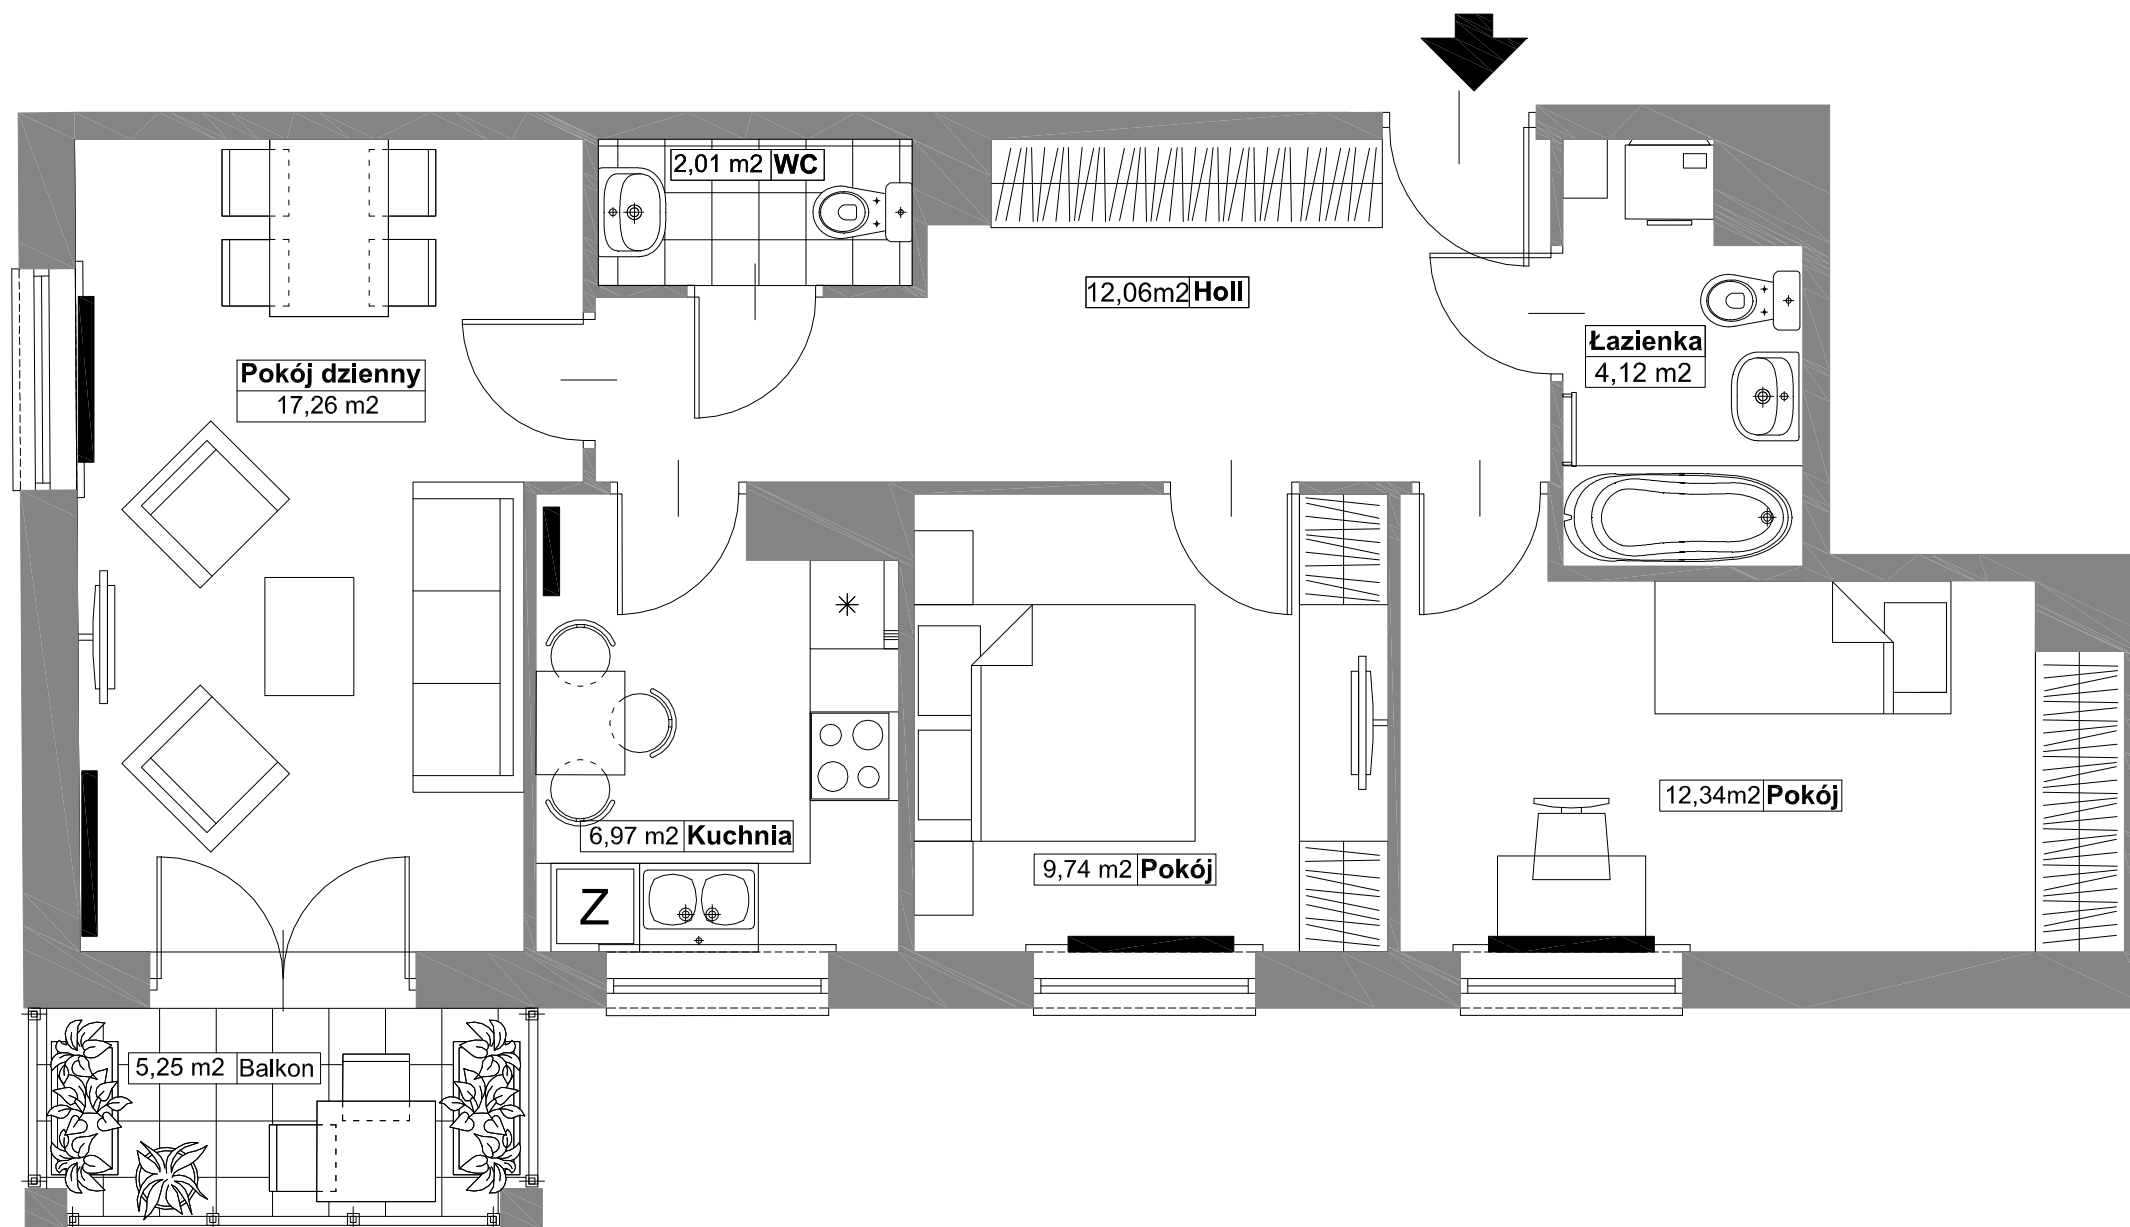 2,01 m2 WC
12,06m2 Holl
Łazienka
4,12 m2
Pokój dzienny
17,26 m2
12,34m2 Pokój
6,97 m2 Kuchnia
9,74 m2 Pokój
Z
5,25 m2 Balkon